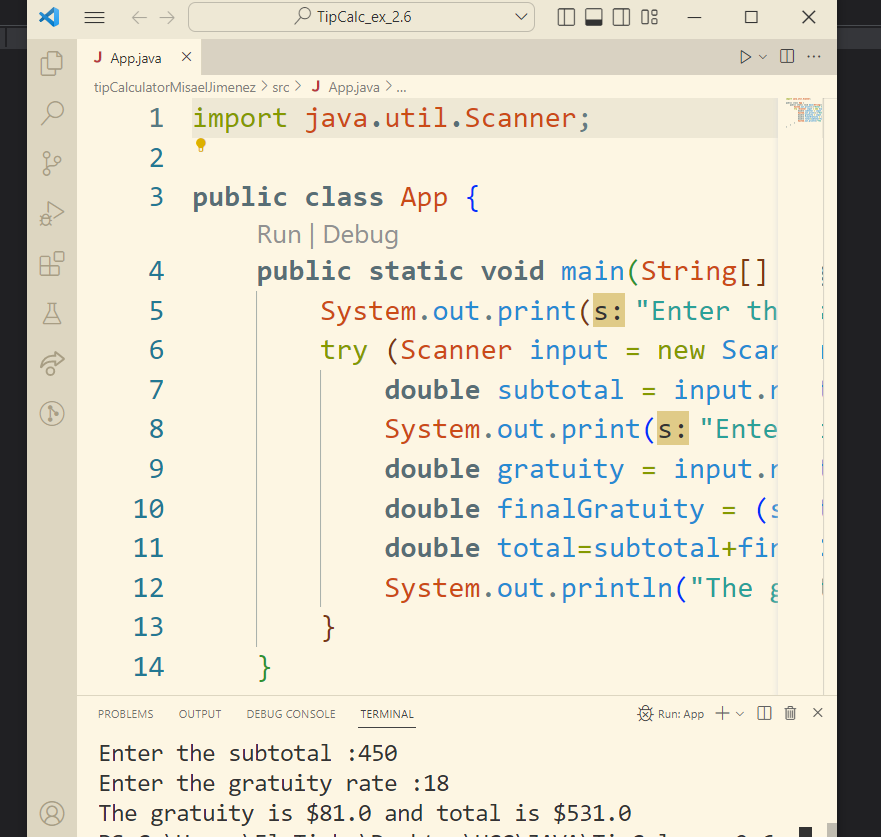 TipCalc_ex_2.6
J App.java
tipCalculatorMisaelJimenez > src > J App.java > ...
1 import java.util.Scanner;
2
3 public class App {
Run | Debug
4 public static void main(String[]
5 System.out.print(s: "Enter th
6 try (Scanner input = new Scan
7 double subtotal = input.n
8 System.out.print(s: "Ente
9 double gratuity = input.n
10 double finalGratuity = (s
11 double total=subtotal+fin
12 System.out.println("The g
13 }
14 }
PROBLEMS OUTPUT DEBUG CONSOLE TERMINAL Run: App
Enter the subtotal :450
Enter the gratuity rate :18
The gratuity is $81.0 and total is $531.0